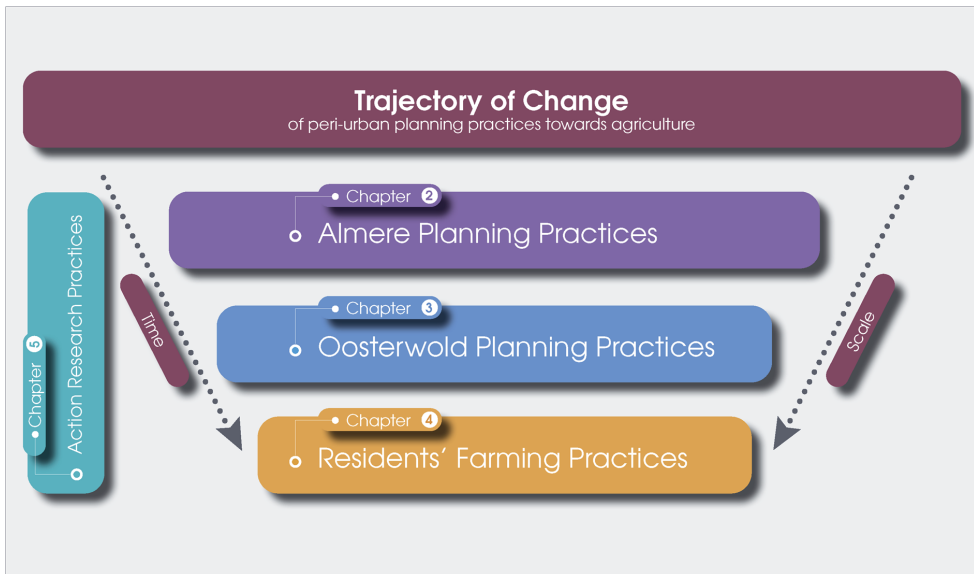 Trajectory of Change
of peri-urban planning practices towards agriculture
Chapter 2
Almere Planning Practices
Chapter 3
Oosterwold Planning Practices
Chapter 4
Residents’ Farming Practices
Chapter 5
Action Research Practices
Time
Scale